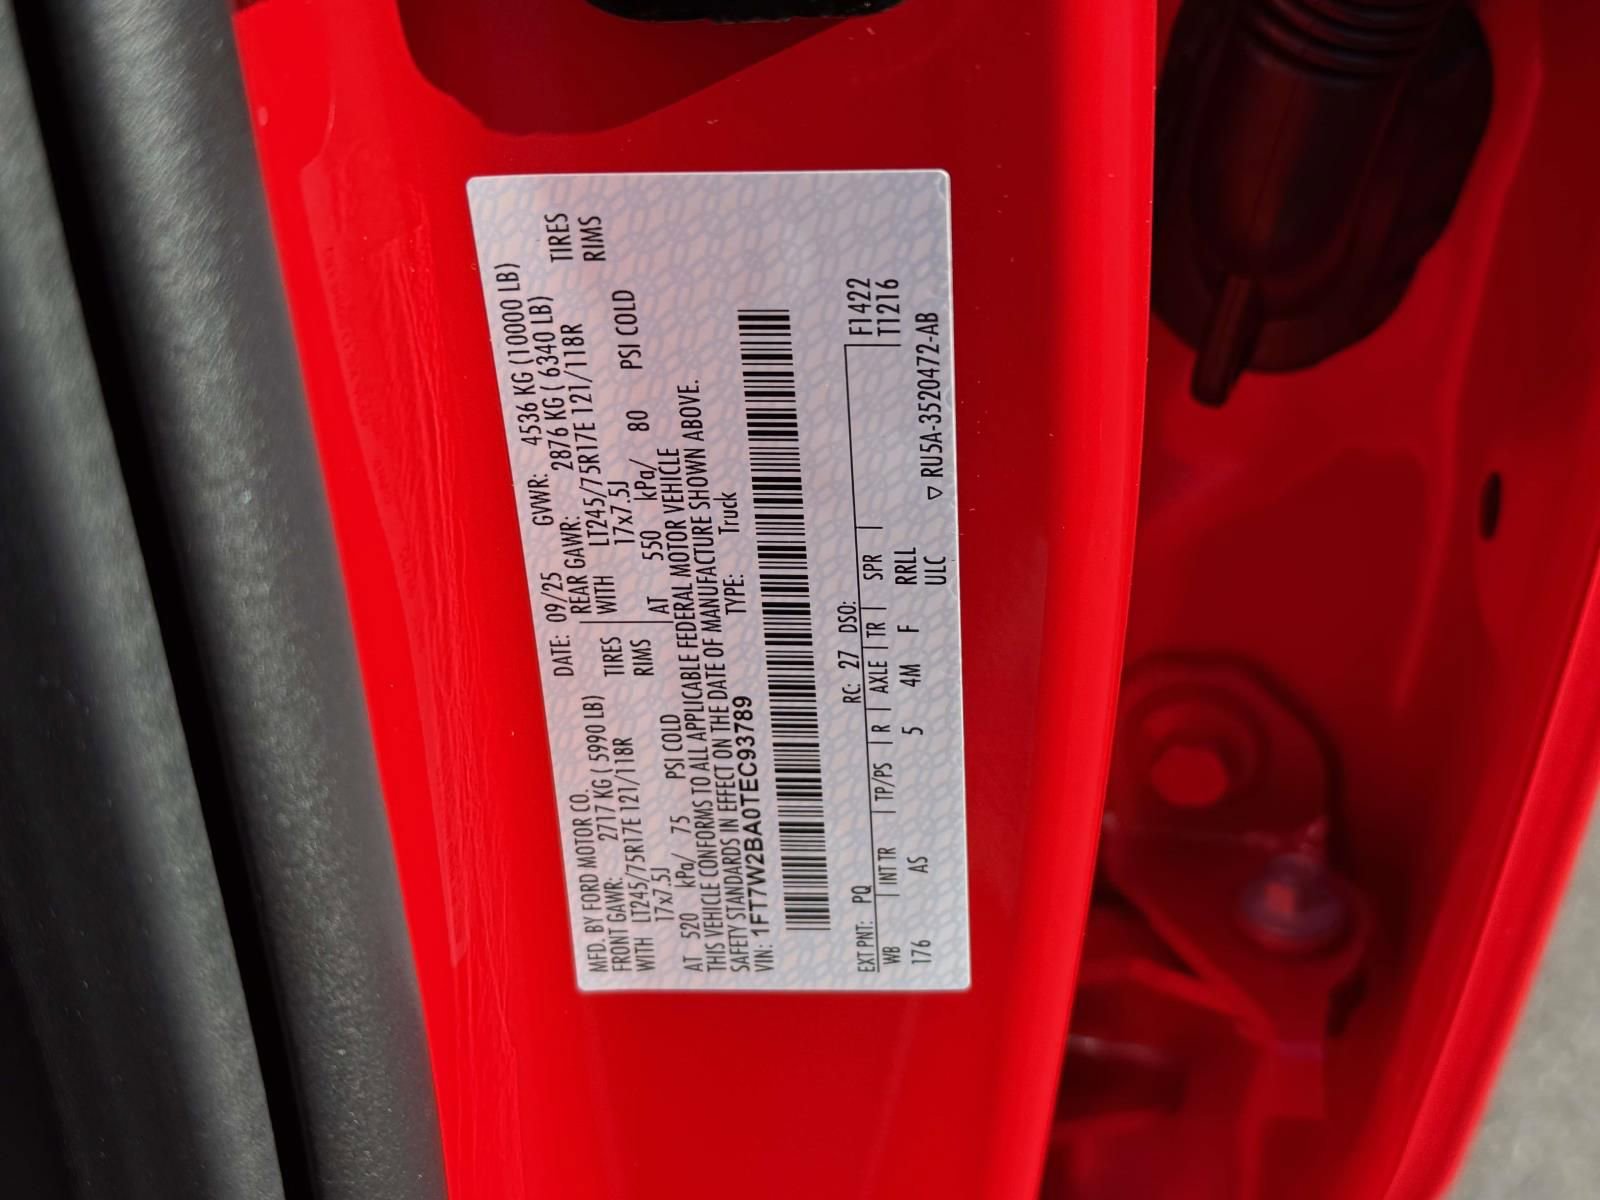 MFD. BY FORD MOTOR CO.
DATE: 09/25 GVWR: 4536 KG (10000 LB)
FRONT GAWR: 2717 KG ( 5990 LB) REAR GAWR: 2876 KG ( 6340 LB)
WITH LT245/75R17E 121/118R TIRES WITH LT245/75R17E 121/118R TIRES
17x7.5J RIMS 17x7.5J RIMS
AT 520 kPa/ 75 PSI COLD AT 550 kPa/ 80 PSI COLD
THIS VEHICLE CONFORMS TO ALL APPLICABLE FEDERAL MOTOR VEHICLE
SAFETY STANDARDS IN EFFECT ON THE DATE OF MANUFACTURE SHOWN ABOVE.
VIN: 1FT7W2BA0TEC93789 TYPE: Truck
F1422
T1216
EXT PNT: PQ RC: 27 DSO:
WB INT TR TP/PS R AXLE TR SPR
176 AS 5 4M F RRLL
ULC
▽ RU5A-3520472-AB